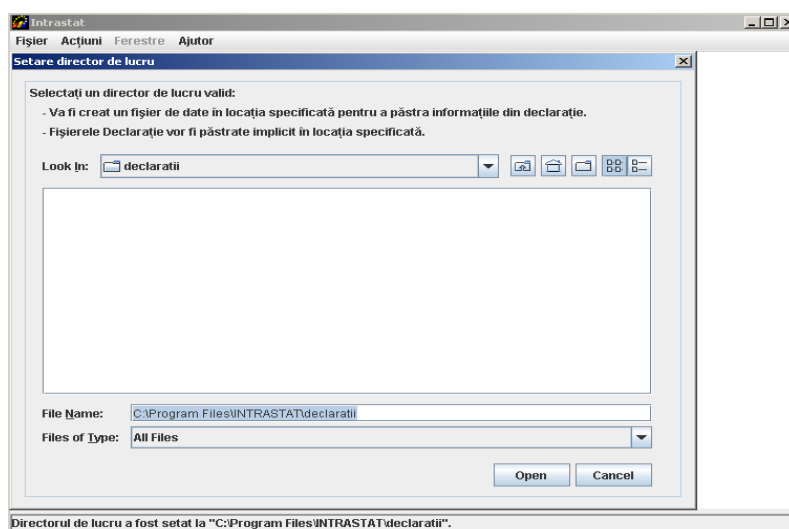 Intrastat
Fişier Acţiuni Ferestre Ajutor
Setare director de lucru
Selectaţi un director de lucru valid:
- Va fi creat un fişier de date în locaţia specificată pentru a păstra informaţiile din declaraţie.
- Fişierele Declaraţie vor fi păstrate implicit în locaţia specificată.
Look In: declaratii
File Name: C:\Program Files\INTRASTAT\declaratii
Files of Type: All Files
Open Cancel
Directorul de lucru a fost setat la "C:\Program Files\INTRASTAT\declaratii".